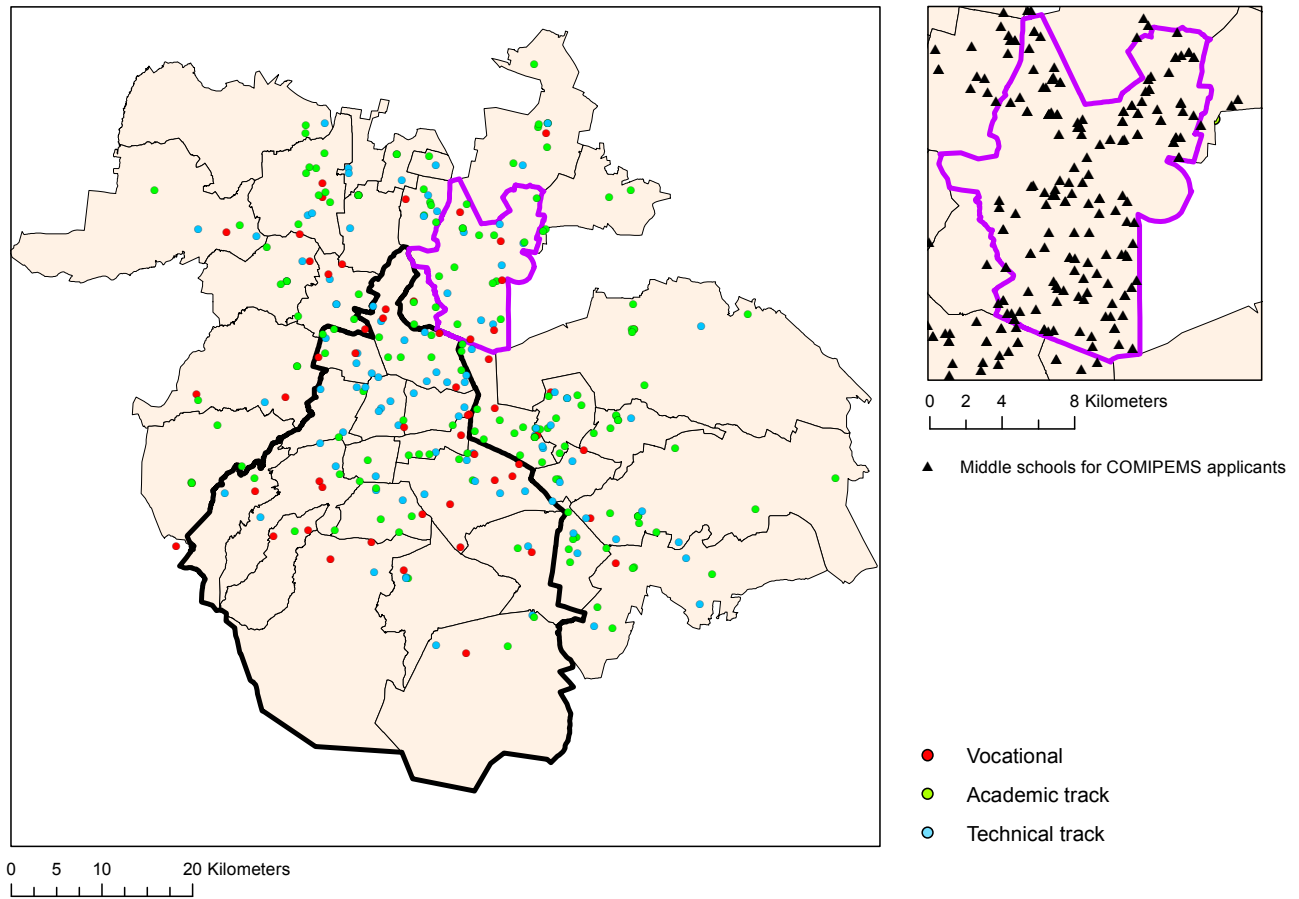 0 2 4 8 Kilometers
Middle schools for COMIPEMS applicants
Vocational
Academic track
Technical track
0 5 10 20 Kilometers